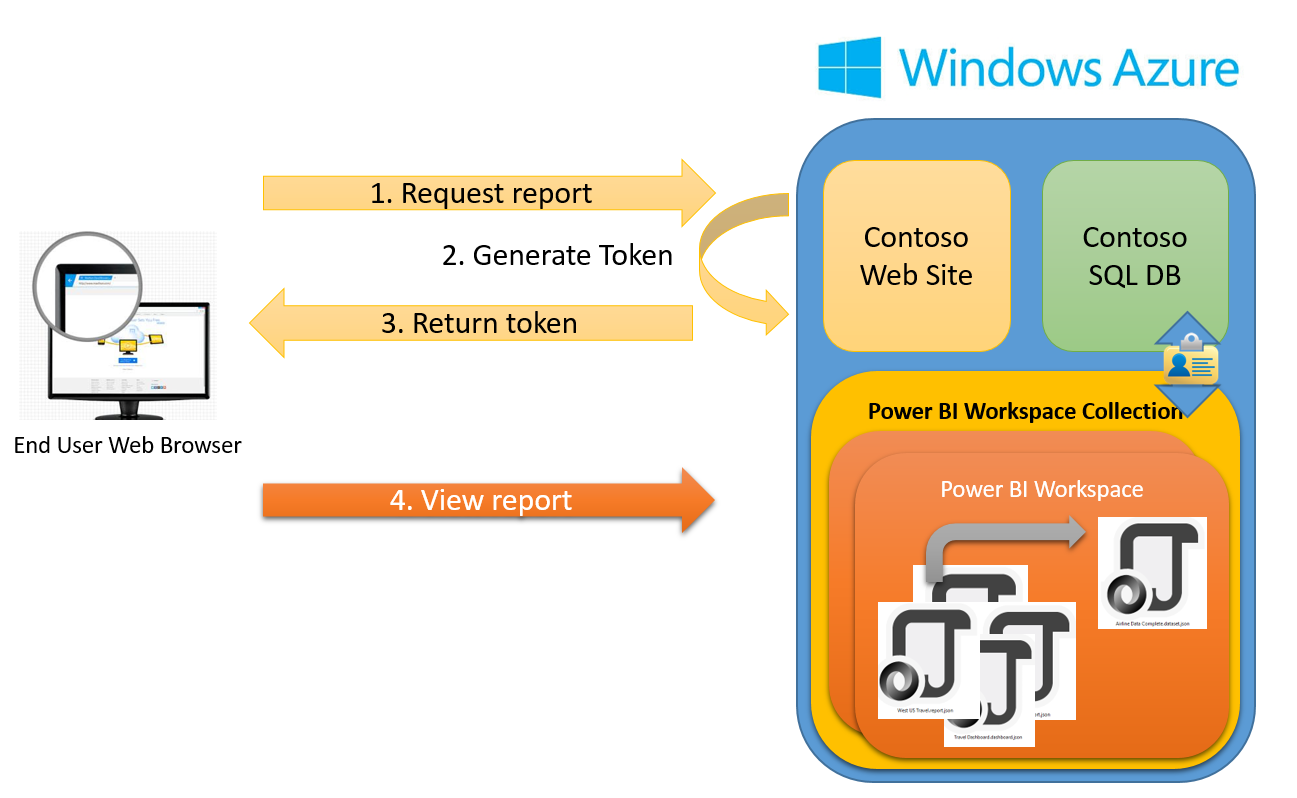 Windows Azure
1. Request report
2. Generate Token
3. Return token
Contoso
Web Site
Contoso
SQL DB
End User Web Browser
Power BI Workspace Collection
4. View report
Power BI Workspace
Airline Data Complete.dataset.json
West US Travel.report.json
port.json
Travel Dashboard.dashboard.json